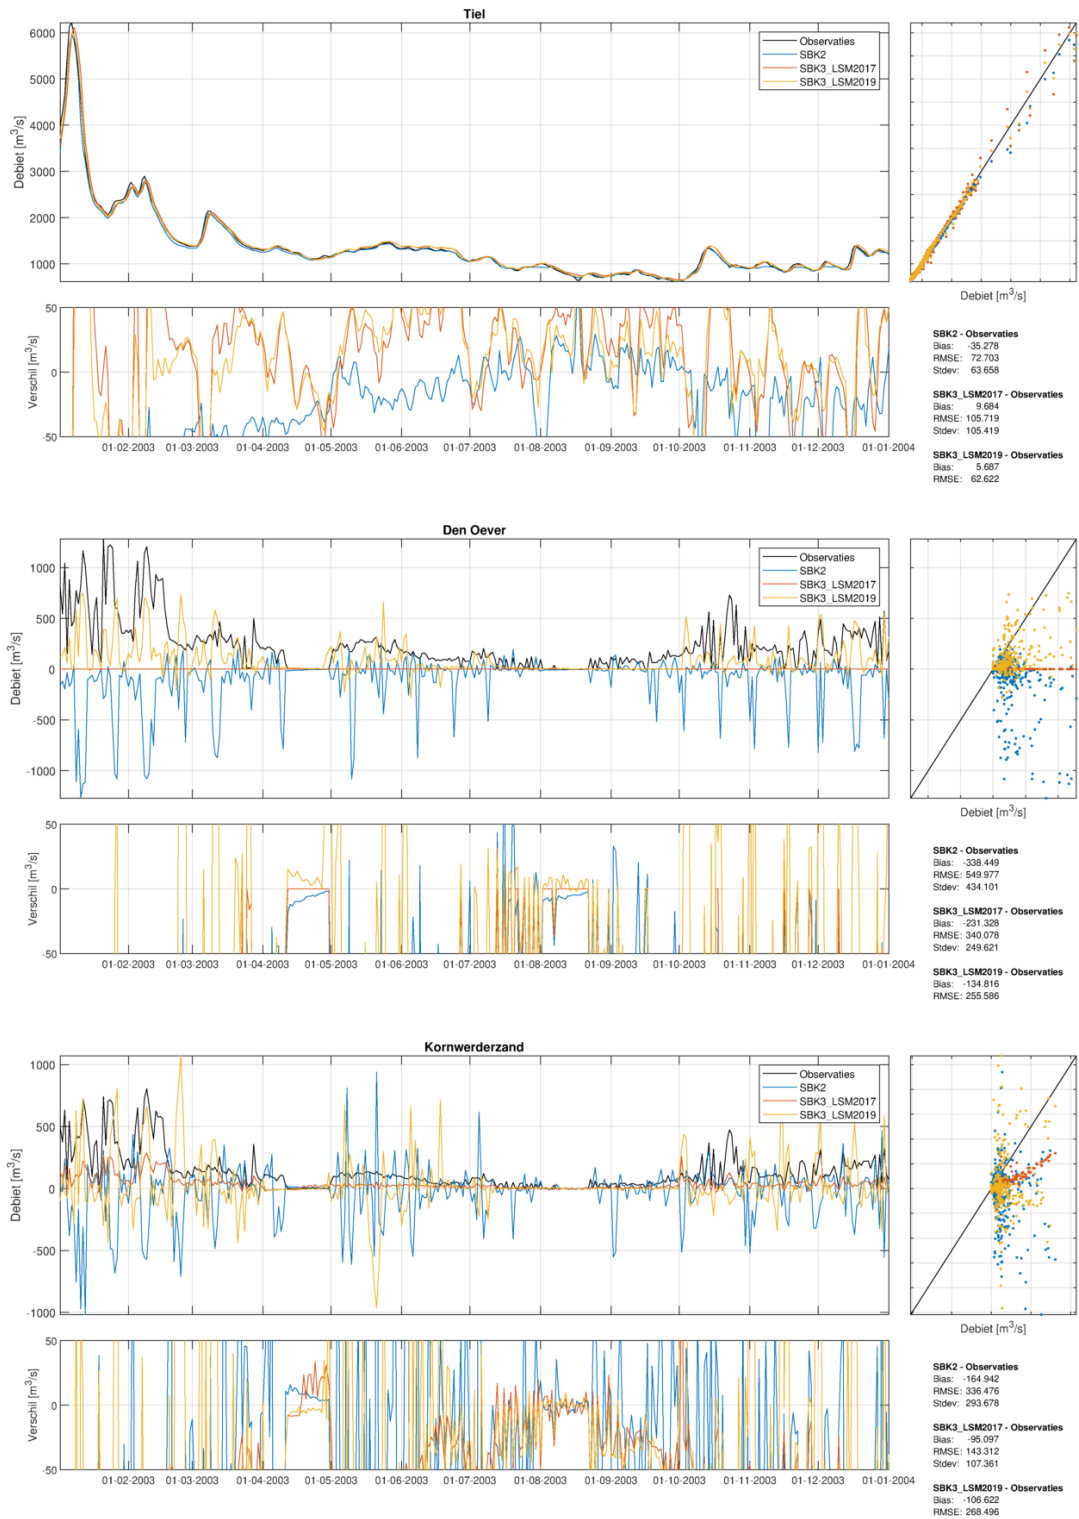 Tiel
Debiet [m³/s]
6000
5000
4000
3000
2000
1000
Observaties
SBK2
SBK3_LSM2017
SBK3_LSM2019
Debiet [m³/s]
Verschil [m³/s]
50
0
-50
01-02-2003 01-03-2003 01-04-2003 01-05-2003 01-06-2003 01-07-2003 01-08-2003 01-09-2003 01-10-2003 01-11-2003 01-12-2003 01-01-2004
SBK2 - Observaties
Bias: -35.278
RMSE: 72.703
Stdev: 63.658
SBK3_LSM2017 - Observaties
Bias: 9.684
RMSE: 105.719
Stdev: 105.419
SBK3_LSM2019 - Observaties
Bias: 5.687
RMSE: 62.622
Den Oever
Debiet [m³/s]
1000
500
0
-500
-1000
Observaties
SBK2
SBK3_LSM2017
SBK3_LSM2019
Debiet [m³/s]
Verschil [m³/s]
50
0
-50
01-02-2003 01-03-2003 01-04-2003 01-05-2003 01-06-2003 01-07-2003 01-08-2003 01-09-2003 01-10-2003 01-11-2003 01-12-2003 01-01-2004
SBK2 - Observaties
Bias: -338.449
RMSE: 549.977
Stdev: 434.101
SBK3_LSM2017 - Observaties
Bias: -231.328
RMSE: 340.078
Stdev: 249.621
SBK3_LSM2019 - Observaties
Bias: -134.816
RMSE: 255.586
Kornwerderzand
Debiet [m³/s]
1000
500
0
-500
-1000
Observaties
SBK2
SBK3_LSM2017
SBK3_LSM2019
Debiet [m³/s]
Verschil [m³/s]
50
0
-50
01-02-2003 01-03-2003 01-04-2003 01-05-2003 01-06-2003 01-07-2003 01-08-2003 01-09-2003 01-10-2003 01-11-2003 01-12-2003 01-01-2004
SBK2 - Observaties
Bias: -164.942
RMSE: 336.476
Stdev: 293.678
SBK3_LSM2017 - Observaties
Bias: -95.097
RMSE: 143.312
Stdev: 107.361
SBK3_LSM2019 - Observaties
Bias: -106.622
RMSE: 268.496